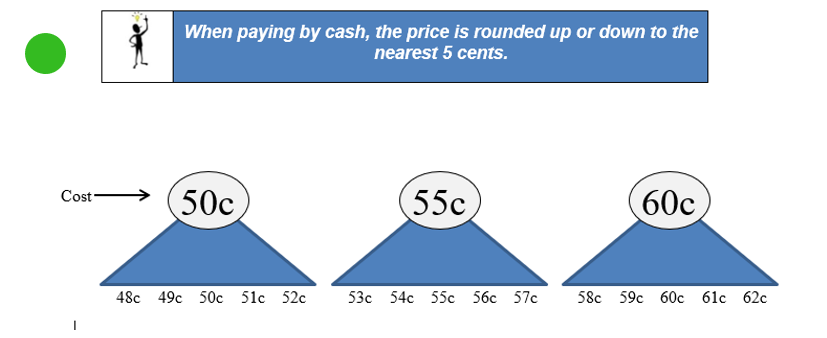 When paying by cash, the price is rounded up or down to the
nearest 5 cents.
Cost 50c 55c 60c
48c 49c 50c 51c 52c 53c 54c 55c 56c 57c 58c 59c 60c 61c 62c